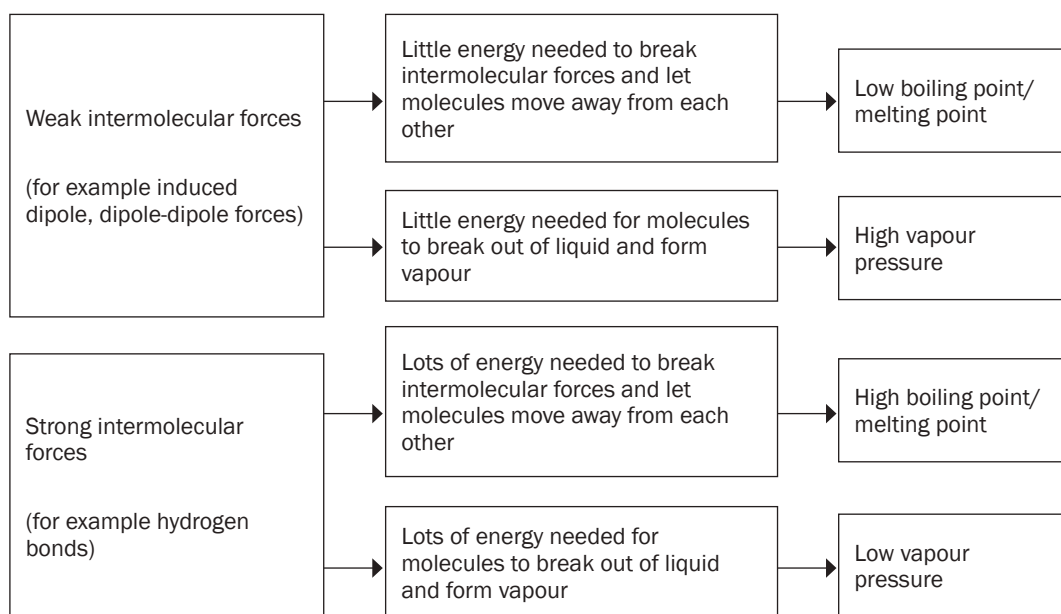 Weak intermolecular forces
(for example induced
dipole, dipole-dipole forces)
Little energy needed to break
intermolecular forces and let
molecules move away from each
other
Low boiling point/
melting point
Little energy needed for molecules
to break out of liquid and form
vapour
High vapour
pressure
Strong intermolecular
forces
(for example hydrogen
bonds)
Lots of energy needed to break
intermolecular forces and let
molecules move away from each
other
High boiling point/
melting point
Lots of energy needed for
molecules to break out of liquid
and form vapour
Low vapour
pressure